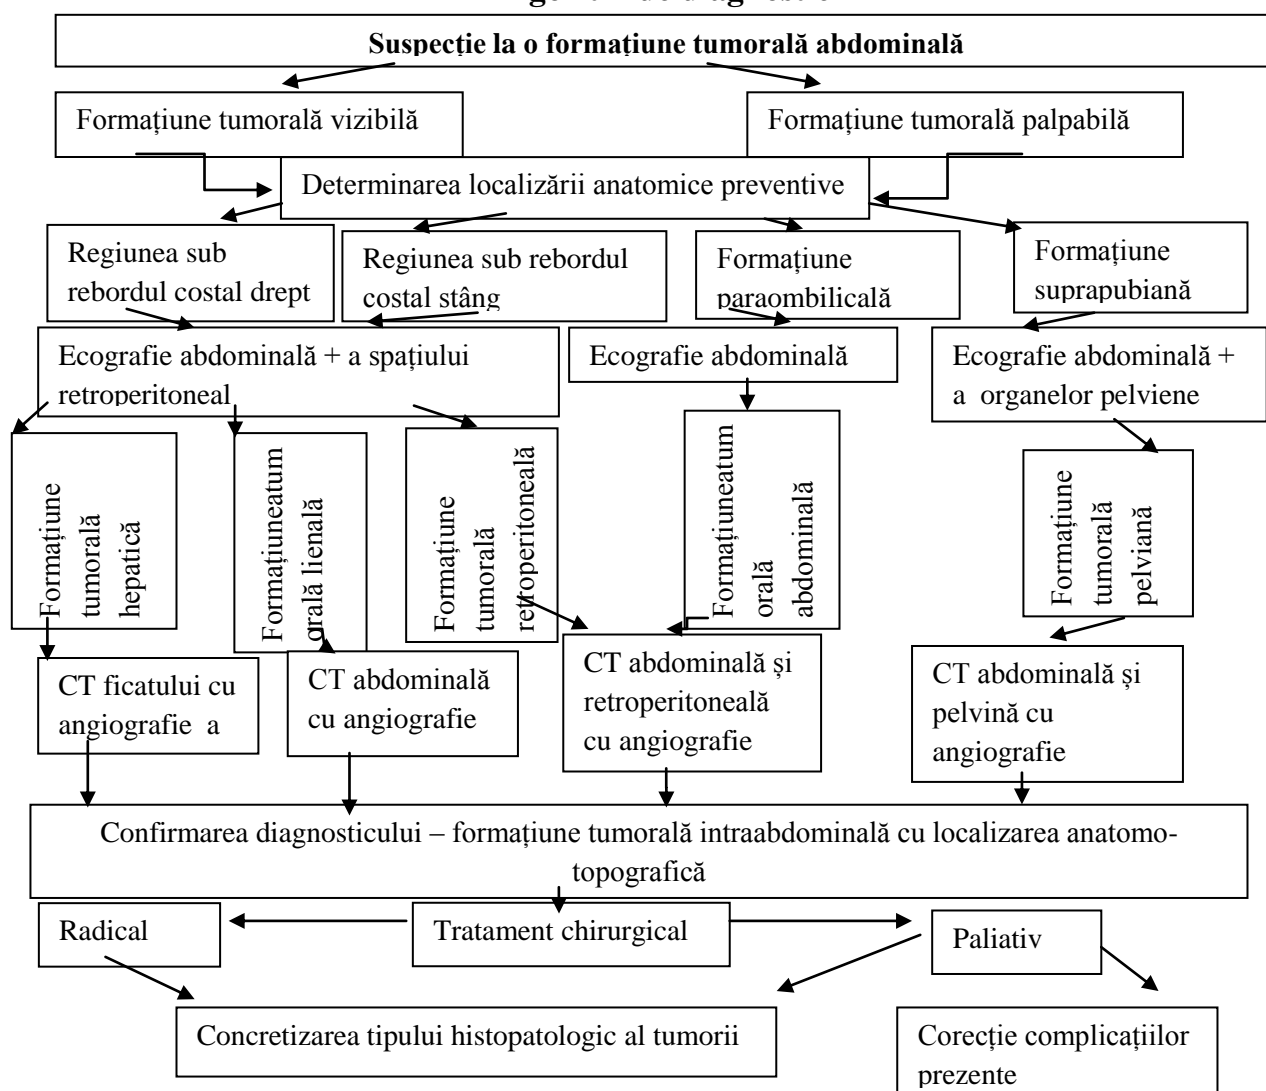 Suspecție la o formațiune tumorală abdominală
Formațiune tumorală vizibilă
Formațiune tumorală palpabilă
Determinarea localizării anatomice preventive
Regiunea sub
rebordul costal drept
Regiunea sub rebordul
costal stâng
Formațiune
paraombilicală
Formațiune
suprapubiană
Ecografie abdominală + a spațiului
retroperitoneal
Ecografie abdominală
Ecografie abdominală +
a organelor pelviene
Formațiune
tumorală
hepatică
Formațiuneatum
orală lienală
Formațiune
tumorală
retroperitoneală
Formațiuneatum
orală
abdominală
Formațiune
tumorală
pelviană
CT ficatului cu
angiografie a
CT abdominală
cu angiografie
CT abdominală și
retroperitoneală
cu angiografie
CT abdominală și
pelvină cu
angiografie
Confirmarea diagnosticului – formațiune tumorală intraabdominală cu localizarea anatomo-
topografică
Radical
Tratament chirurgical
Paliativ
Concretizarea tipului histopatologic al tumorii
Corecție complicațiilor
prezente